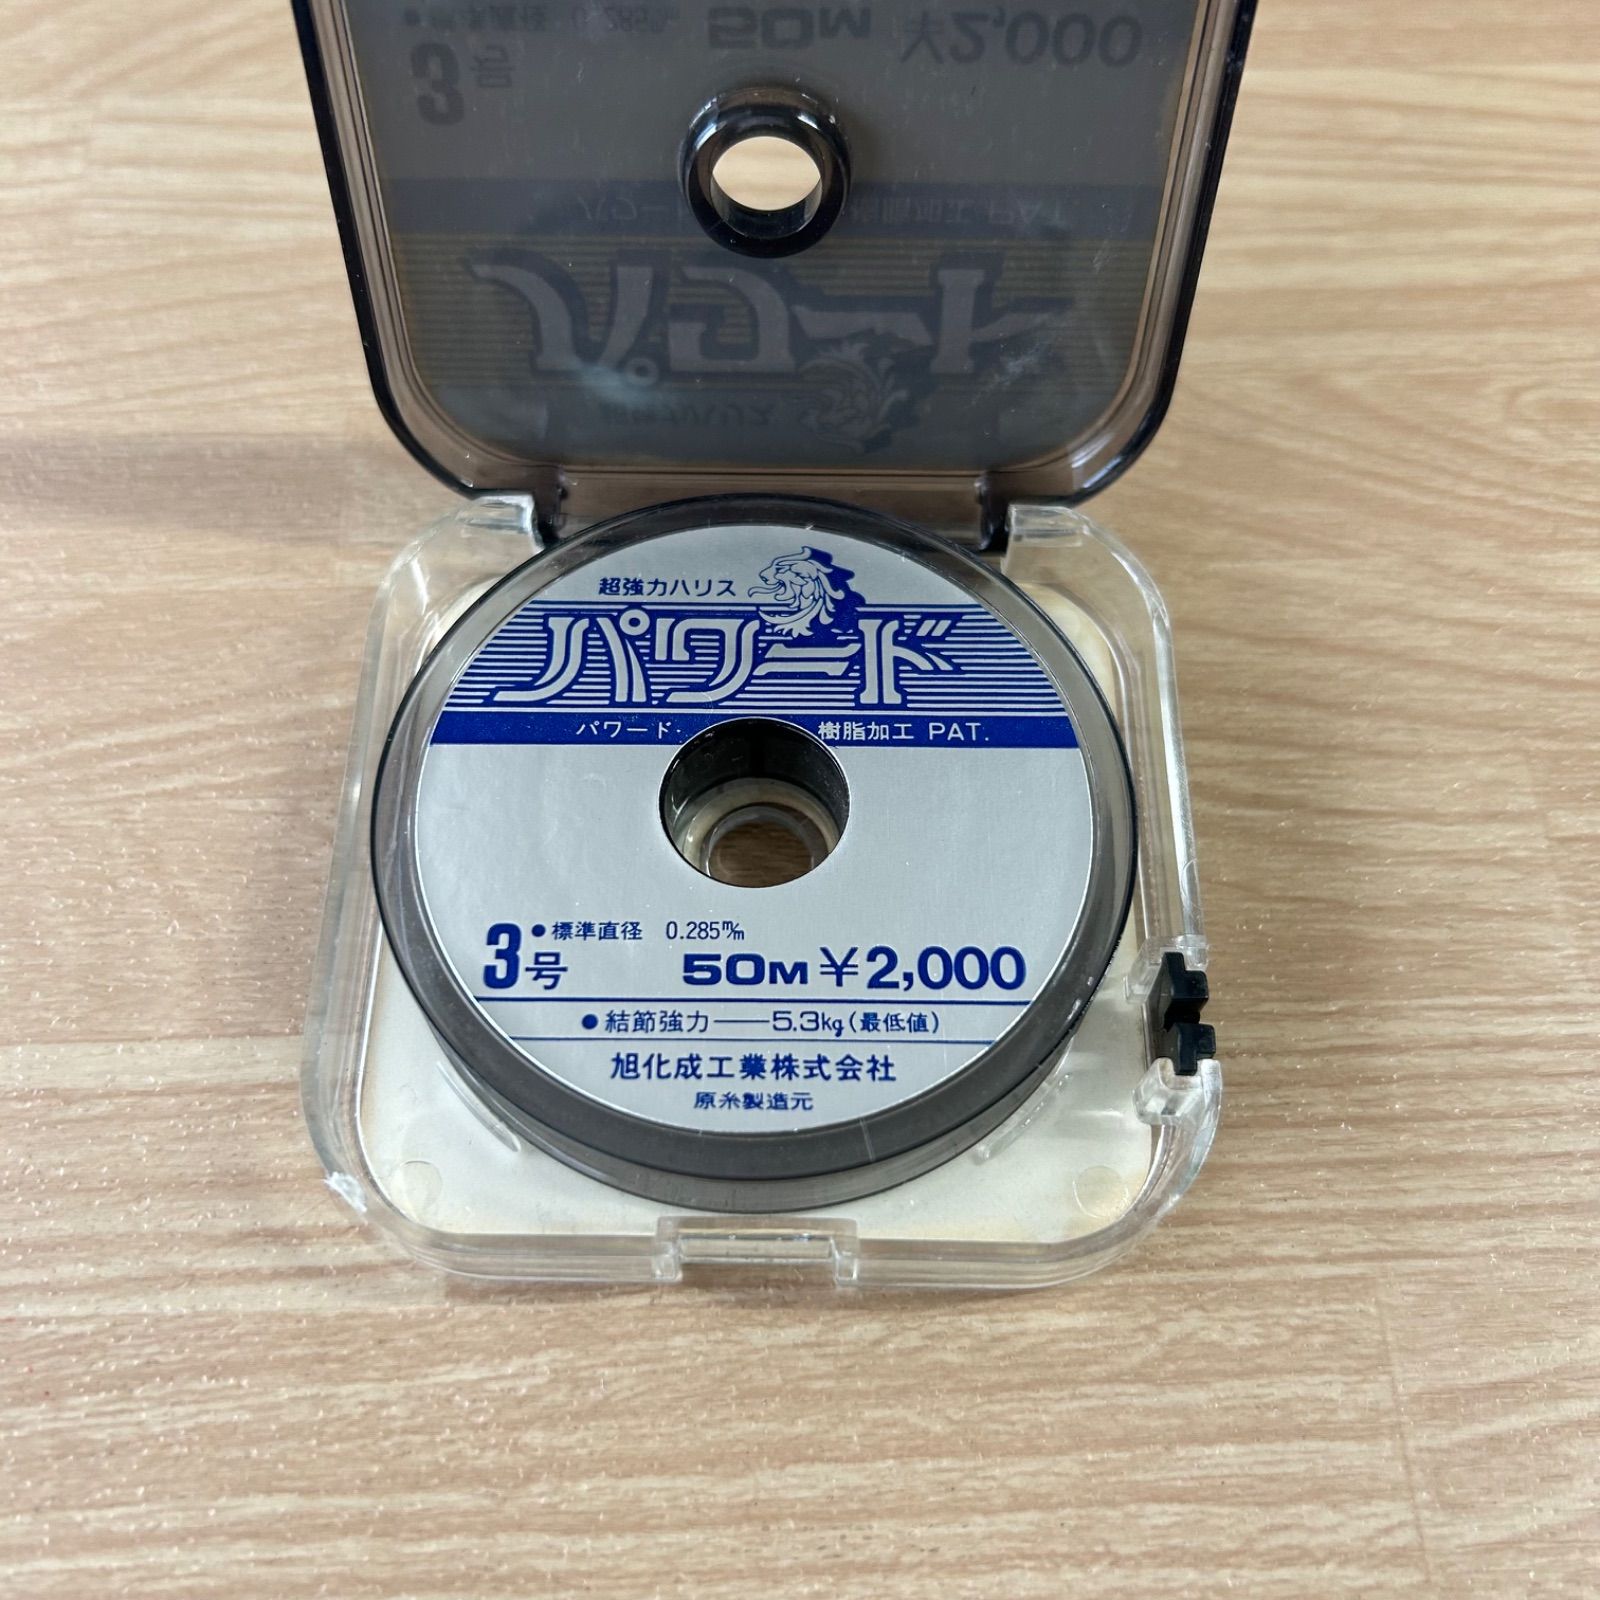 超強力ハリス
パワード
パワード. 樹脂加工 PAT.
3号 ●標準直径 0.285m/m
50M ¥2,000
●結節強力——5.3kg(最低値)
旭化成工業株式会社
原糸製造元